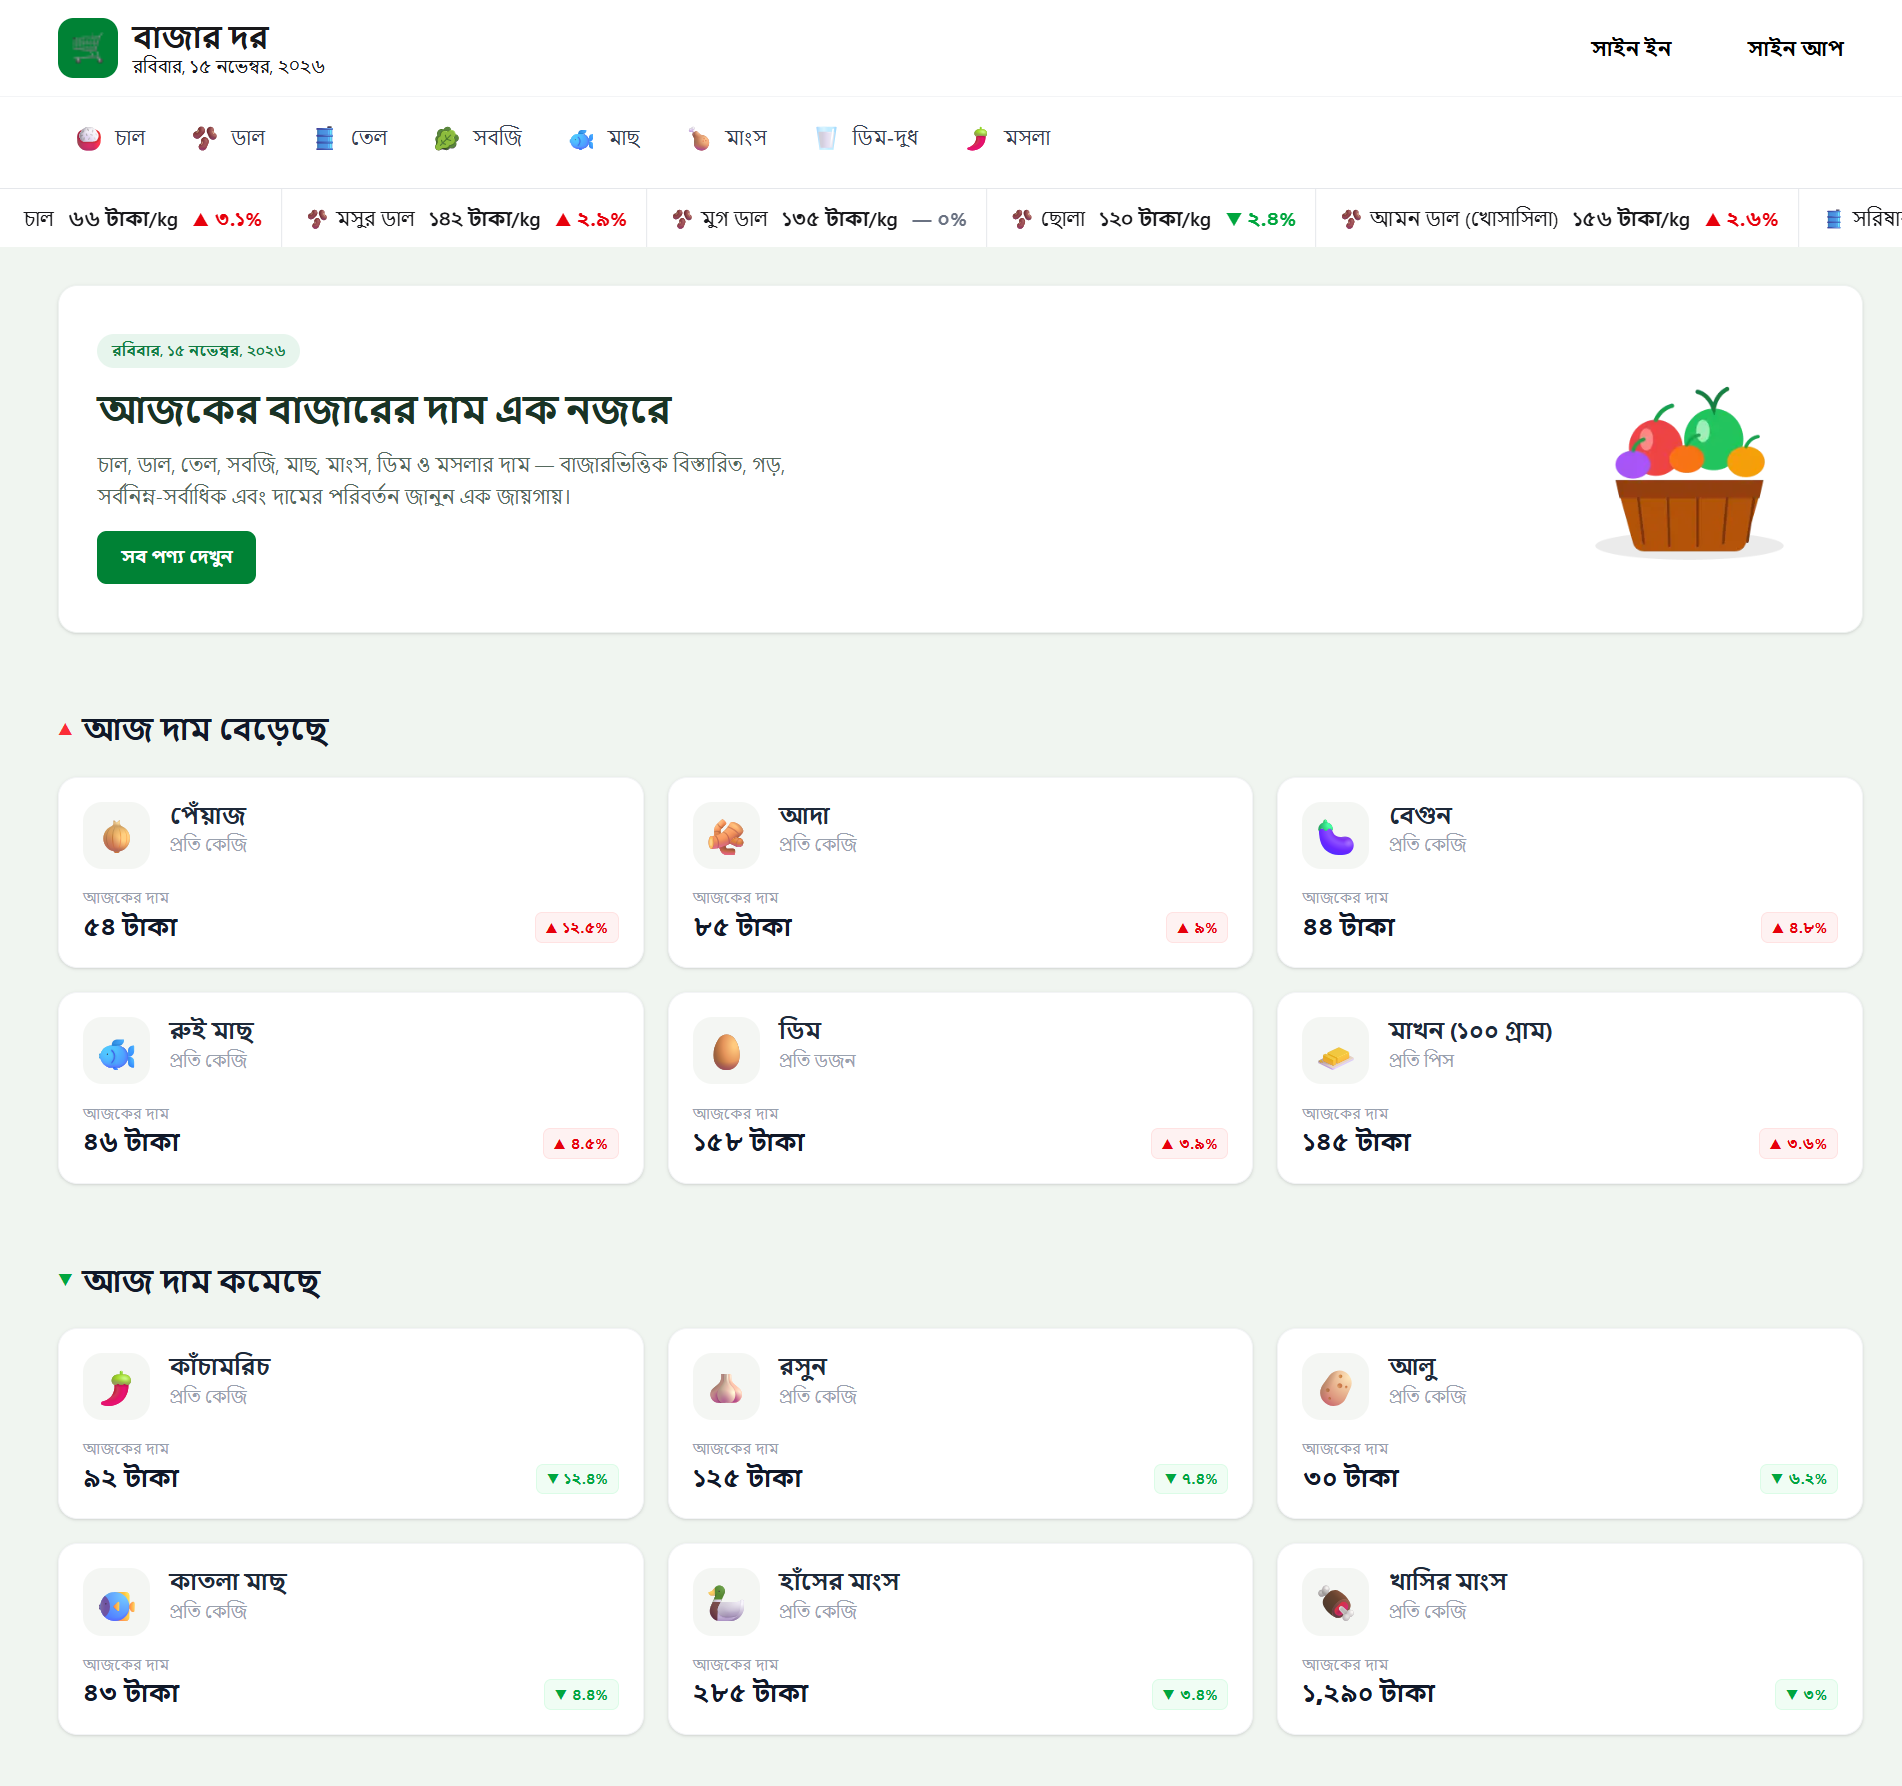 বাজার দর
রবিবার, ১৫ নভেম্বর, ২০২৬
সাইন ইন
সাইন আপ
চাল
ডাল
তেল
সবজি
মাছ
মাংস
ডিম-দুধ
মসলা
চাল ৬৬ টাকা/kg ▲ ৩.১%
মসুর ডাল ১৪২ টাকা/kg ▲ ২.৯%
মুগ ডাল ১৩৫ টাকা/kg — ০%
ছোলা ১২০ টাকা/kg ▼ ২.৪%
আমন ডাল (খোসাসিলা) ১৫৬ টাকা/kg ▲ ২.৬%
রবিবার, ১৫ নভেম্বর, ২০২৬
আজকের বাজারের দাম এক নজরে
চাল, ডাল, তেল, সবজি, মাছ, মাংস, ডিম ও মসলার দাম — বাজারভিত্তিক বিস্তারিত, গড়,
সর্বনিম্ন-সর্বাধিক এবং দামের পরিবর্তন জানুন এক জায়গায়।
সব পণ্য দেখুন
▲ আজ দাম বেড়েছে
পেঁয়াজ
প্রতি কেজি
আজকের দাম
৫৪ টাকা
▲ ১২.৫%
আদা
প্রতি কেজি
আজকের দাম
৮৫ টাকা
▲ ৯%
বেগুন
প্রতি কেজি
আজকের দাম
৪৪ টাকা
▲ ৪.৮%
রুই মাছ
প্রতি কেজি
আজকের দাম
৪৬ টাকা
▲ ৪.৫%
ডিম
প্রতি ডজন
আজকের দাম
১৫৮ টাকা
▲ ৩.৯%
মাখন (১০০ গ্রাম)
প্রতি পিস
আজকের দাম
১৪৫ টাকা
▲ ৩.৬%
▼ আজ দাম কমেছে
কাঁচামরিচ
প্রতি কেজি
আজকের দাম
৯২ টাকা
▼ ১২.৪%
রসুন
প্রতি কেজি
আজকের দাম
১২৫ টাকা
▼ ৭.৪%
আলু
প্রতি কেজি
আজকের দাম
৩০ টাকা
▼ ৬.২%
কাতলা মাছ
প্রতি কেজি
আজকের দাম
৪৩ টাকা
▼ ৪.৪%
হাঁসের মাংস
প্রতি কেজি
আজকের দাম
২৮৫ টাকা
▼ ৩.৪%
খাসির মাংস
প্রতি কেজি
আজকের দাম
১,২৯০ টাকা
▼ ৩%